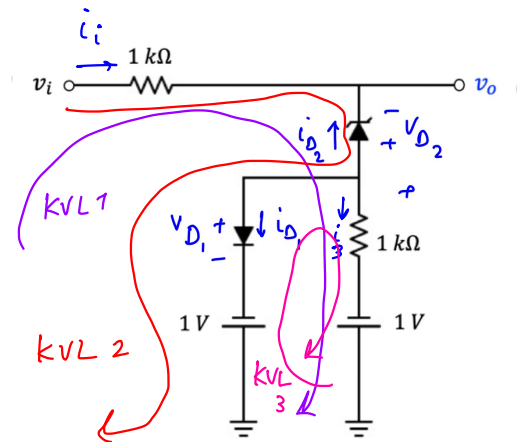 i_i
1 kΩ
v_i
v_o
i_D2
−
+ V_D2
+
KVL 1
V_D1 +
−
i_D1
i_3
1 kΩ
1 V
1 V
KVL 2
KVL
3